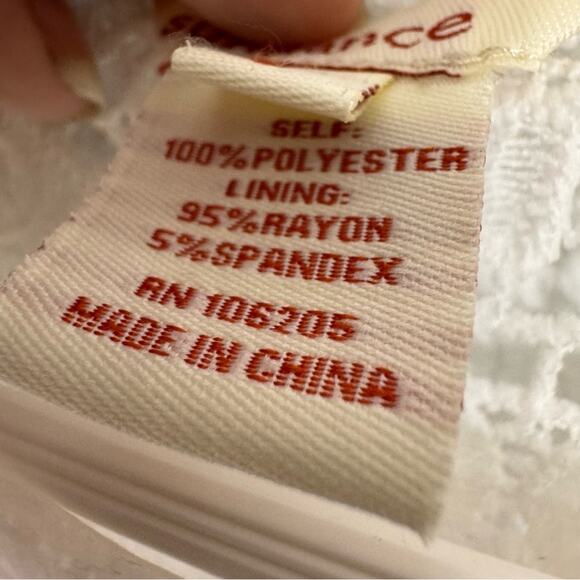 SELF:
100%POLYESTER
LINING:
95%RAYON
5%SPANDEX
RN 106205
MADE IN CHINA